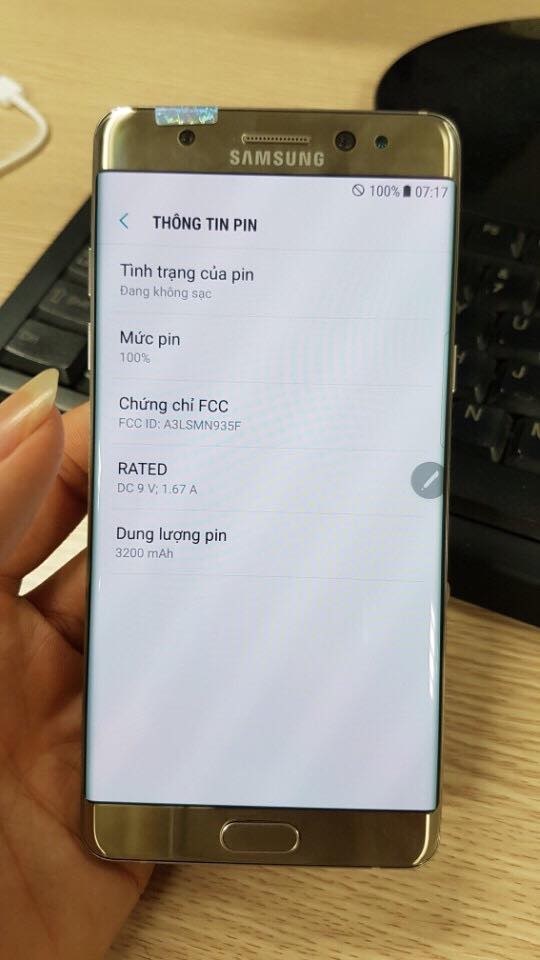 SAMSUNG
100% 07:17
THÔNG TIN PIN
Tình trạng của pin
Đang không sạc
Mức pin
100%
Chứng chỉ FCC
FCC ID: A3LSMN935F
RATED
DC 9 V; 1.67 A
Dung lượng pin
3200 mAh